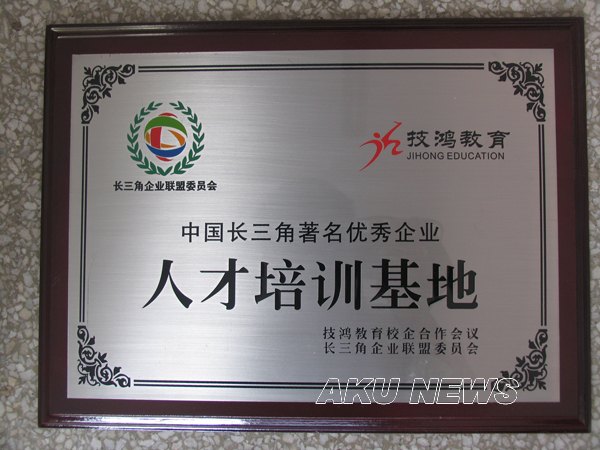 长三角企业联盟委员会
技鸿教育
JIHONG EDUCATION
中国长三角著名优秀企业
人才培训基地
技鸿教育校企合作会议
长三角企业联盟委员会
AKU NEWS